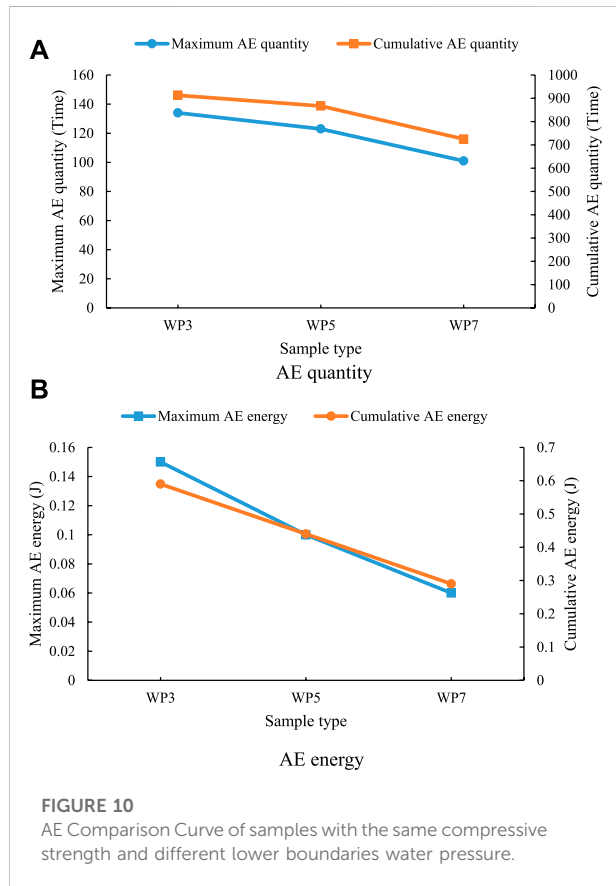 A
Maximum AE quantity
Cumulative AE quantity
160
140
120
100
80
60
40
20
0
Maximum AE quantity (Time)
1000
900
800
700
600
500
400
300
200
100
0
Cumulative AE quantity (Time)
WP3
WP5
WP7
Sample type
AE quantity
B
Maximum AE energy
Cumulative AE energy
0.16
0.14
0.12
0.1
0.08
0.06
0.04
0.02
0
Maximum AE energy (J)
0.7
0.6
0.5
0.4
0.3
0.2
0.1
0
Cumulative AE energy (J)
WP3
WP5
WP7
Sample type
AE energy
FIGURE 10
AE Comparison Curve of samples with the same compressive
strength and different lower boundaries water pressure.